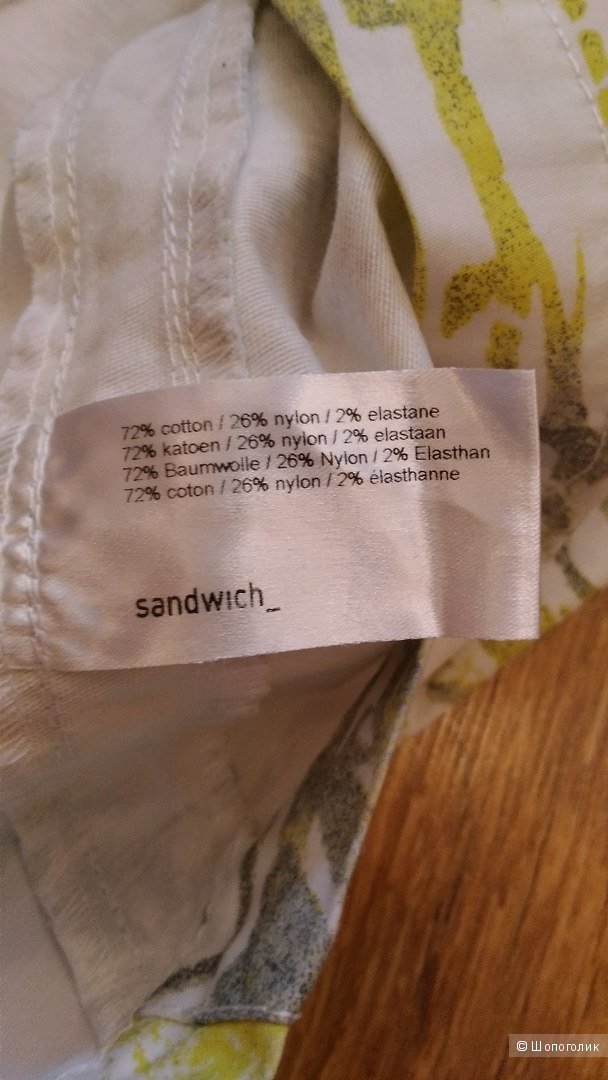 72% cotton / 26% nylon / 2% elastane
72% katoen / 26% nylon / 2% elastaan
72% Baumwolle / 26% Nylon / 2% Elasthan
72% coton / 26% nylon / 2% élasthanne
sandwich_
© Шопоголик